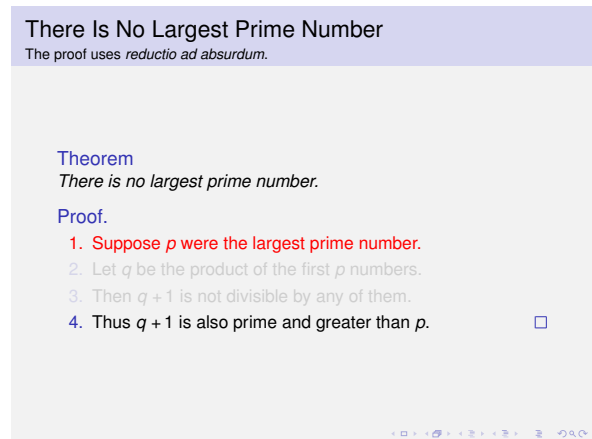 There Is No Largest Prime Number
The proof uses reductio ad absurdum.
Theorem
There is no largest prime number.
Proof.
1. Suppose p were the largest prime number.
2. Let q be the product of the first p numbers.
3. Then q + 1 is not divisible by any of them.
4. Thus q + 1 is also prime and greater than p.